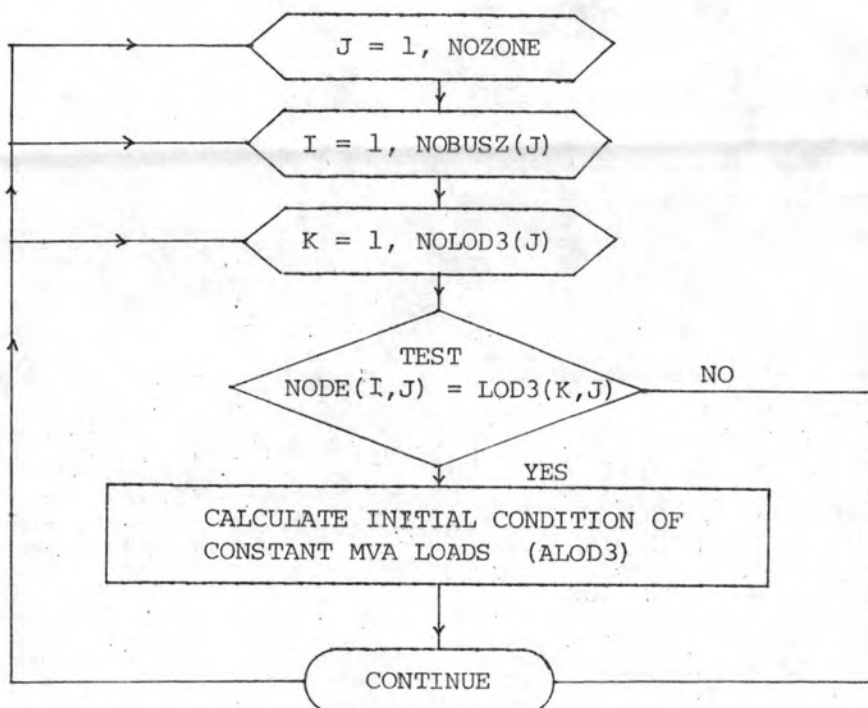 J = 1, NOZONE
I = 1, NOBUSZ(J)
K = 1, NOLOD3(J)
TEST
NODE(I,J) = LOD3(K,J)
NO
YES
CALCULATE INITIAL CONDITION OF
CONSTANT MVA LOADS (ALOD3)
CONTINUE